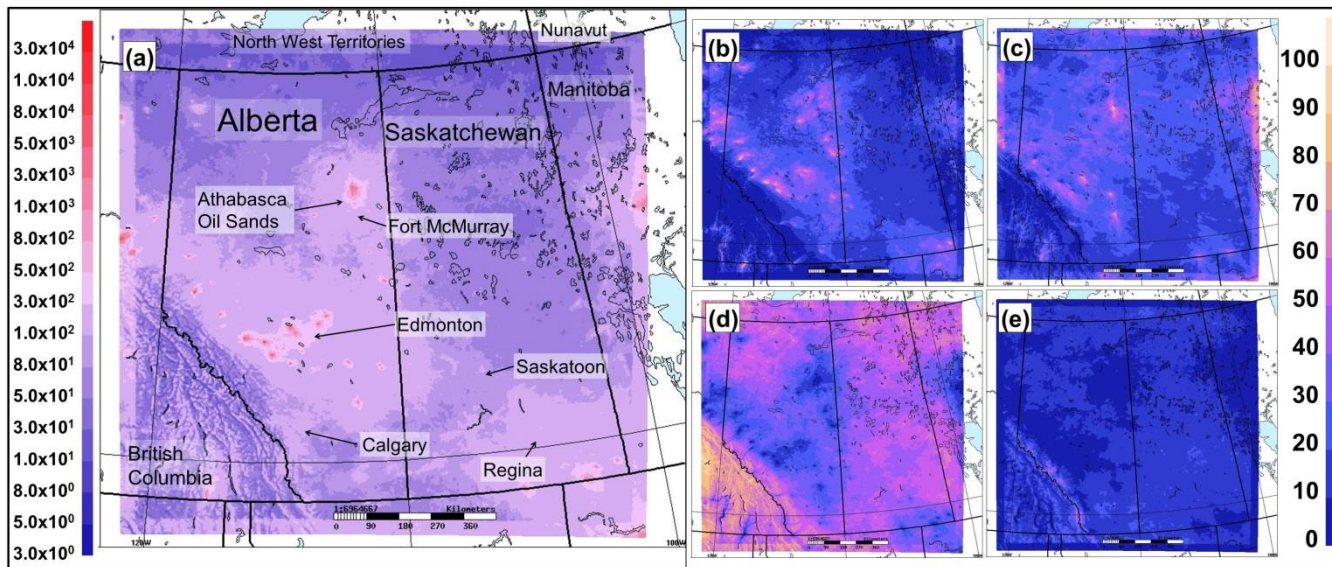 3.0x10⁴
1.0x10⁴
8.0x10⁴
5.0x10³
3.0x10³
1.0x10³
8.0x10²
5.0x10²
3.0x10²
1.0x10²
8.0x10¹
5.0x10¹
3.0x10¹
1.0x10¹
8.0x10⁰
5.0x10⁰
3.0x10⁰
(a)
North West Territories
Nunavut
Manitoba
Alberta
Saskatchewan
Athabasca
Oil Sands
Fort McMurray
Edmonton
Saskatoon
Calgary
Regina
British
Columbia
1:6964667
Kilometers
0 90 180 270 360
120W
100W
(b)
(c)
(d)
(e)
100
90
80
70
60
50
40
30
20
10
0